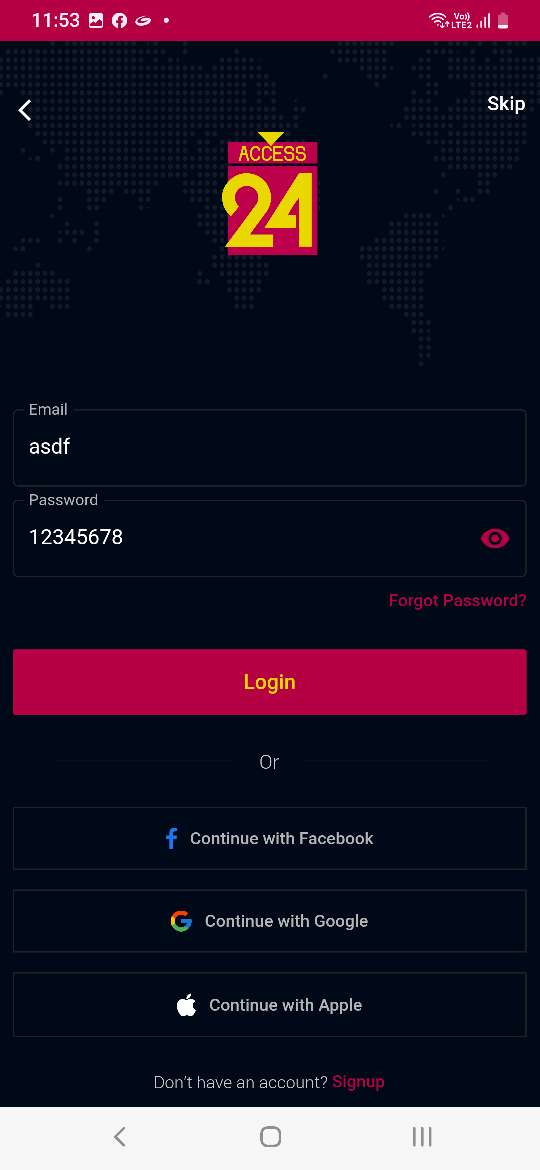 11:53
Vo))
LTE2
Skip
ACCESS
24
Email
asdf
Password
12345678
Forgot Password?
Login
Or
Continue with Facebook
Continue with Google
Continue with Apple
Don't have an account? Signup